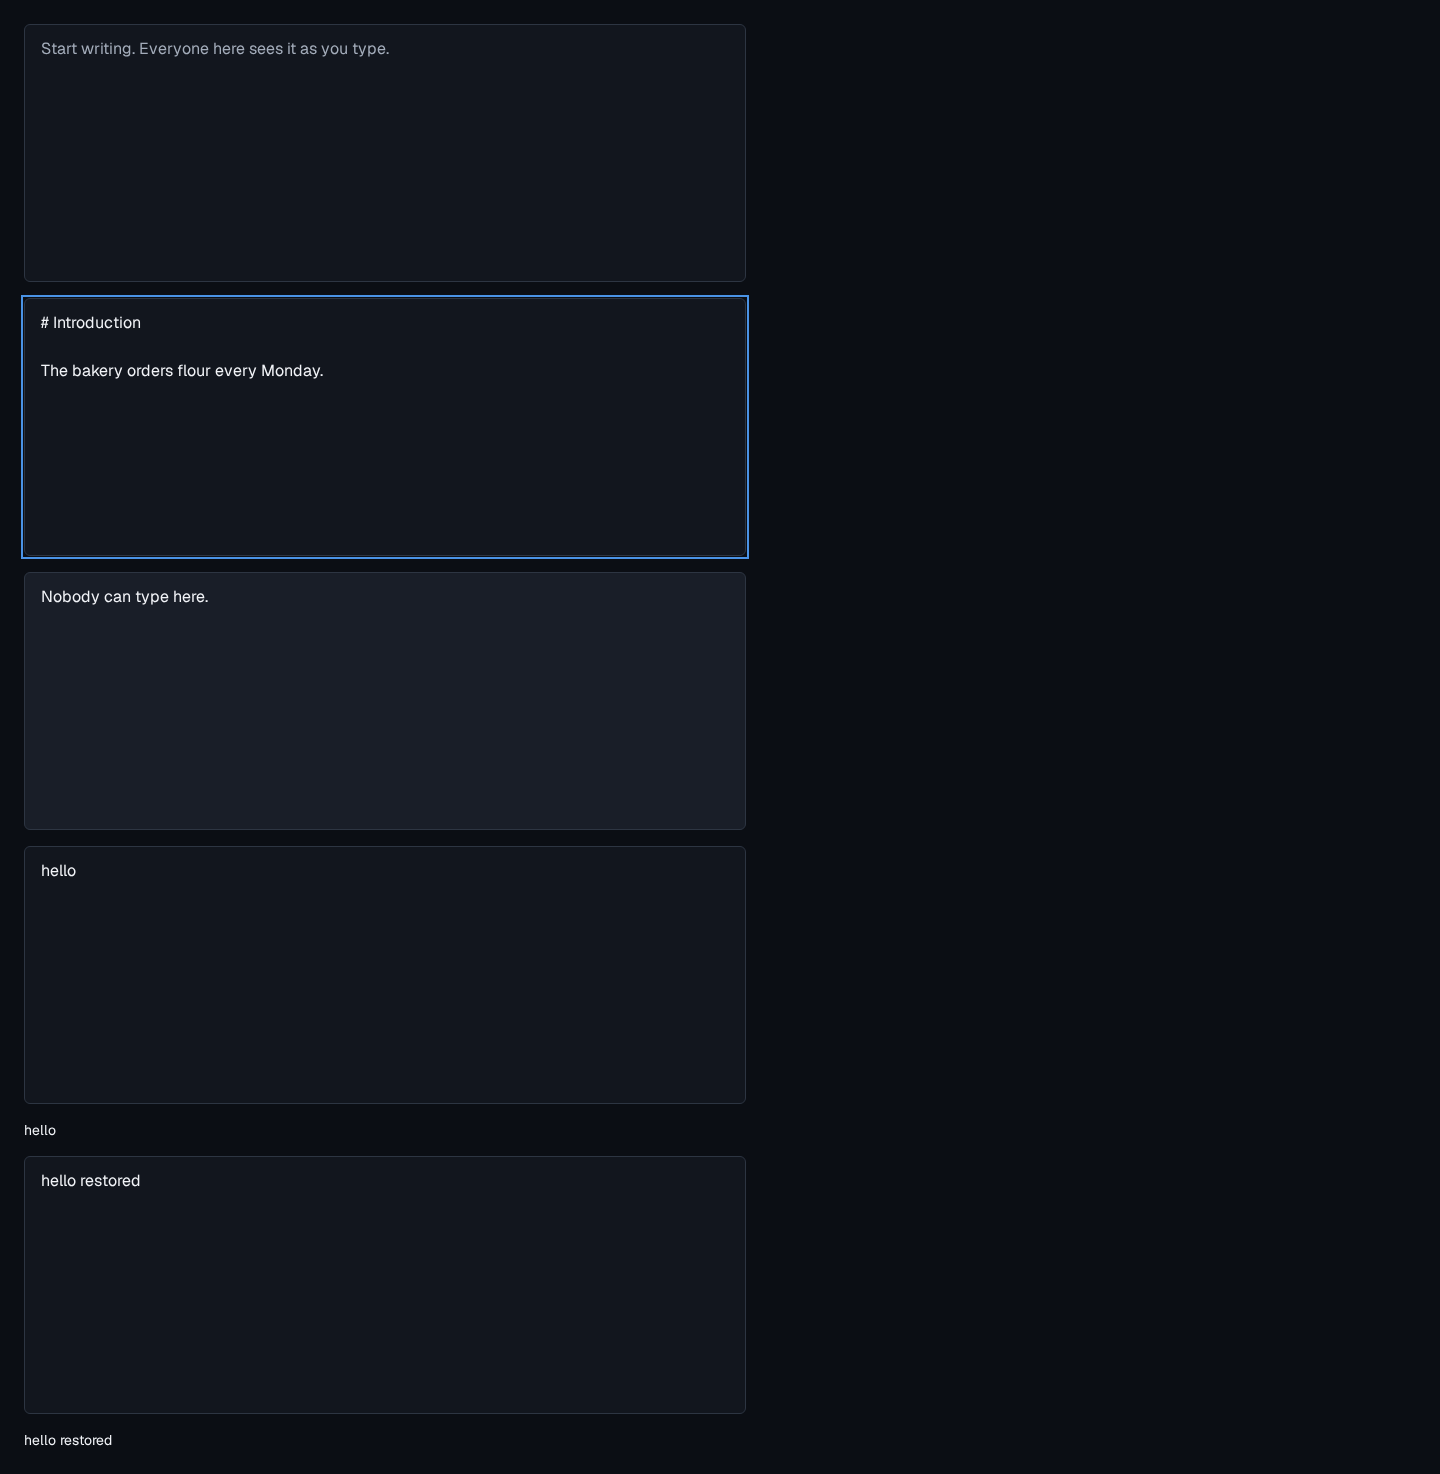 Start writing. Everyone here sees it as you type.
# Introduction
The bakery orders flour every Monday.
Nobody can type here.
hello
hello
hello restored
hello restored